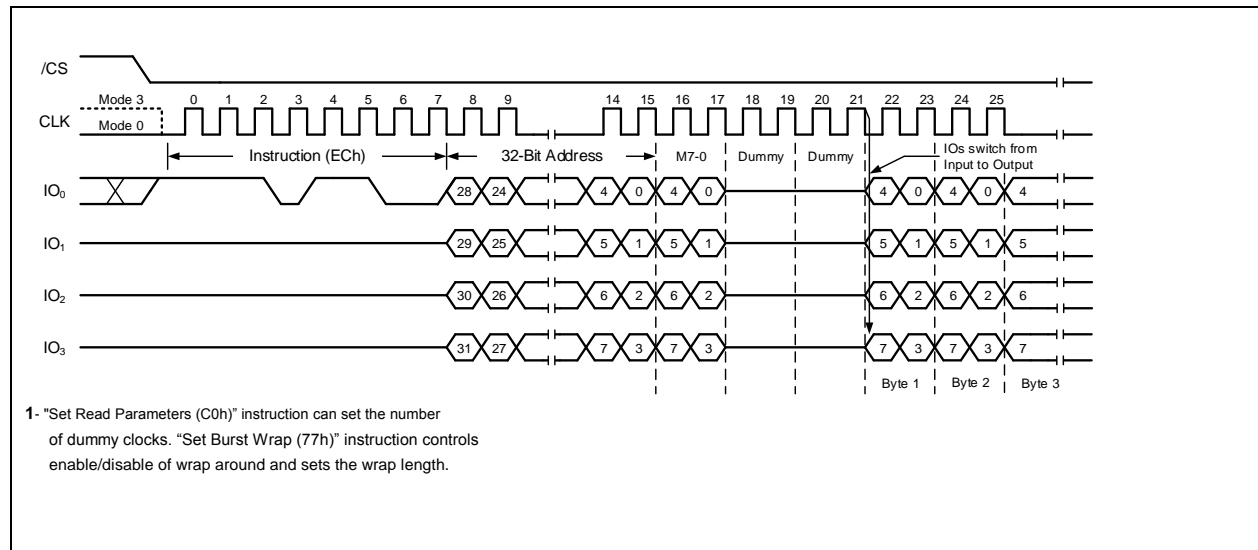 /CS
Mode 3 0 1 2 3 4 5 6 7 8 9 14 15 16 17 18 19 20 21 22 23 24 25
CLK Mode 0
Instruction (ECh) 32-Bit Address M7-0 Dummy Dummy IOs switch from
Input to Output
IO₀ 28 24 4 0 4 0 4 0 4 0 4
IO₁ 29 25 5 1 5 1 5 1 5 1 5
IO₂ 30 26 6 2 6 2 6 2 6 2 6
IO₃ 31 27 7 3 7 3 7 3 7 3 7
Byte 1 Byte 2 Byte 3
1- "Set Read Parameters (C0h)” instruction can set the number
of dummy clocks. “Set Burst Wrap (77h)” instruction controls
enable/disable of wrap around and sets the wrap length.